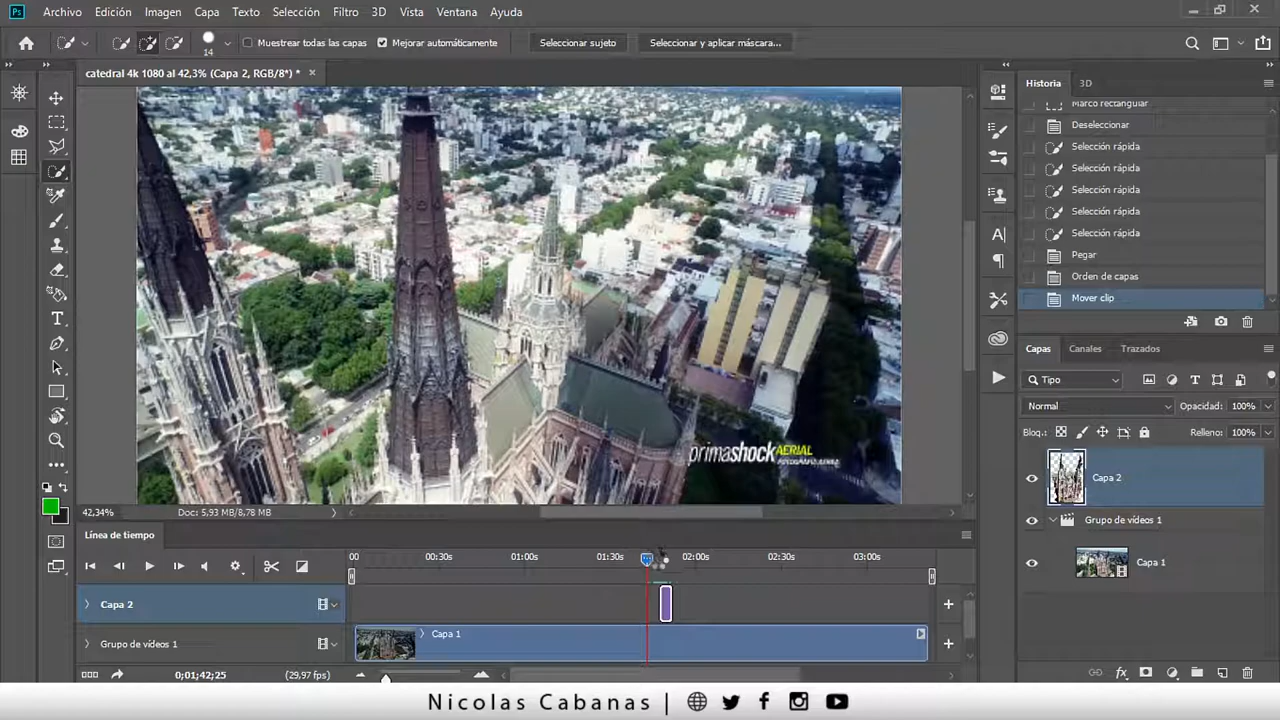 Ps Archivo Edición Imagen Capa Texto Selección Filtro 3D Vista Ventana Ayuda
14 Muestrear todas las capas Mejorar automáticamente Seleccionar sujeto Seleccionar y aplicar máscara...
catedral 4k 1080 al 42,3% (Capa 2, RGB/8*) *
Historia 3D
Marco rectangular
Deseleccionar
Selección rápida
Selección rápida
Selección rápida
Selección rápida
Selección rápida
Pegar
Orden de capas
Mover clip
Capas Canales Trazados
Tipo
Normal Opacidad: 100%
Bloq.: Relleno: 100%
Capa 2
Grupo de vídeos 1
Capa 1
primashock AERIAL
42,34% Doc: 5,93 MB/8,78 MB
Línea de tiempo
00 00:30s 01:00s 01:30s 02:00s 02:30s 03:00s
Capa 2
Grupo de vídeos 1 Capa 1
0;01;42;25 (29,97 fps)
Nicolas Cabanas |